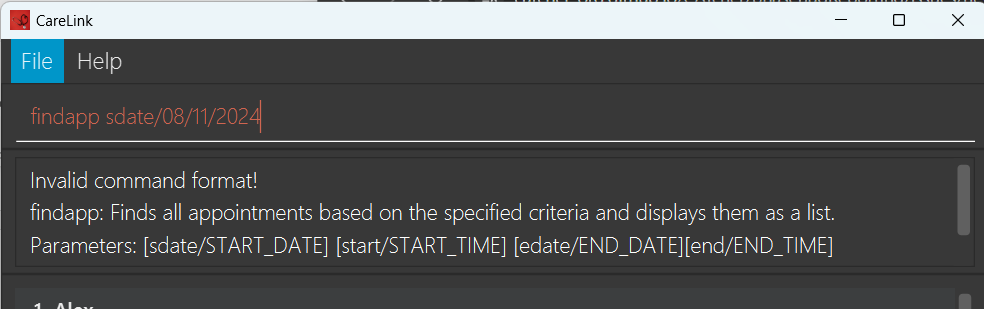 CareLink
File Help
findapp sdate/08/11/2024
Invalid command format!
findapp: Finds all appointments based on the specified criteria and displays them as a list.
Parameters: [sdate/START_DATE] [start/START_TIME] [edate/END_DATE][end/END_TIME]
1. Alex